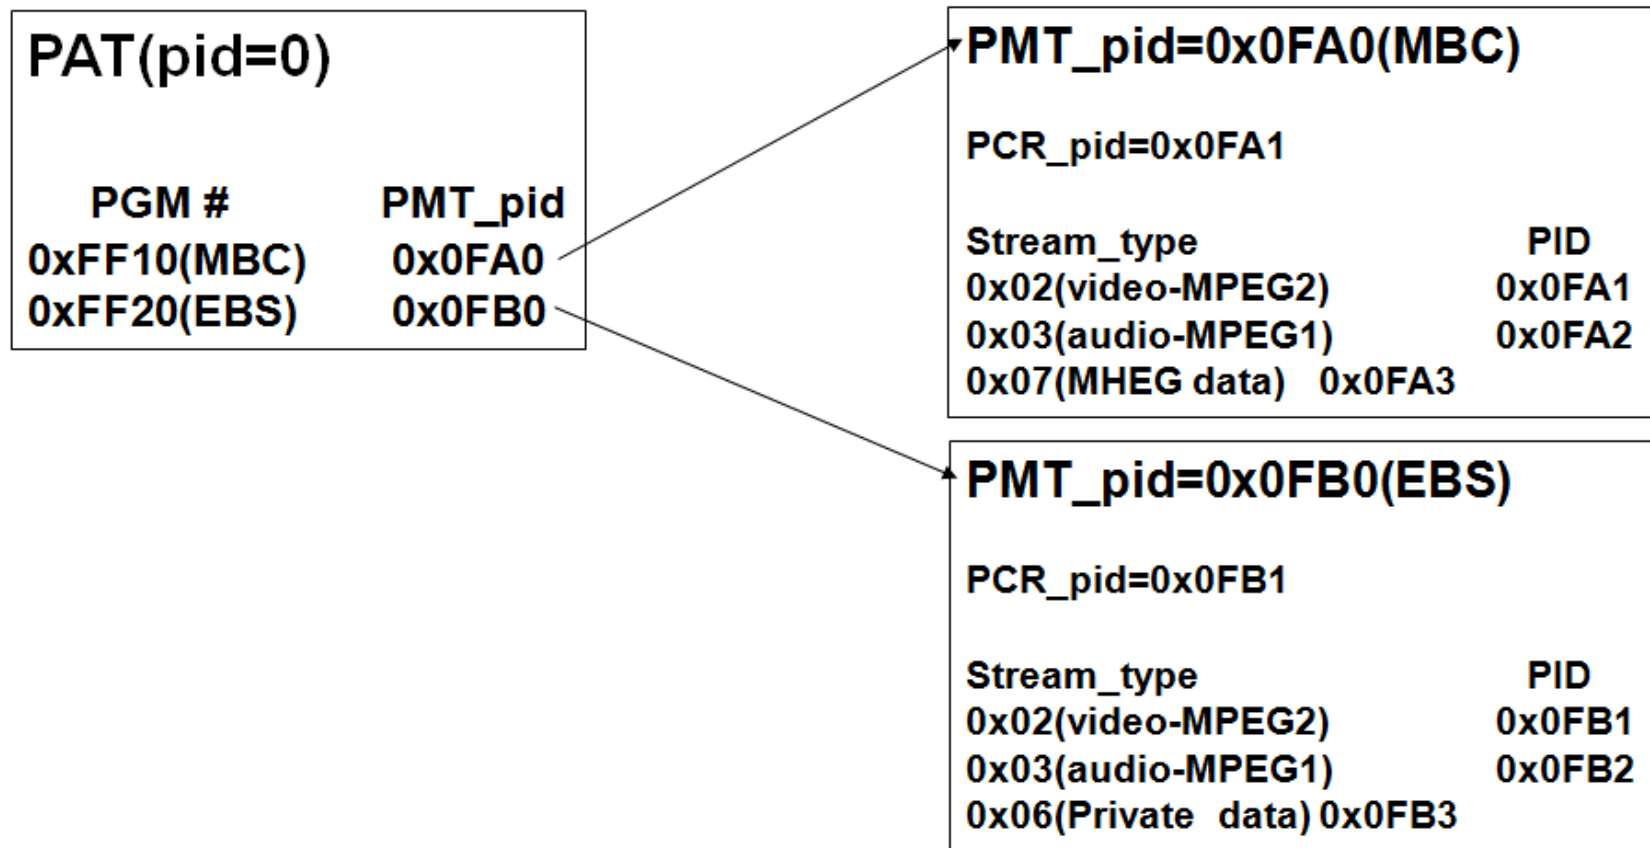 PAT(pid=0)
PGM # PMT_pid
0xFF10(MBC) 0x0FA0
0xFF20(EBS) 0x0FB0
PMT_pid=0x0FA0(MBC)
PCR_pid=0x0FA1
Stream_type PID
0x02(video-MPEG2) 0x0FA1
0x03(audio-MPEG1) 0x0FA2
0x07(MHEG data) 0x0FA3
PMT_pid=0x0FB0(EBS)
PCR_pid=0x0FB1
Stream_type PID
0x02(video-MPEG2) 0x0FB1
0x03(audio-MPEG1) 0x0FB2
0x06(Private data) 0x0FB3